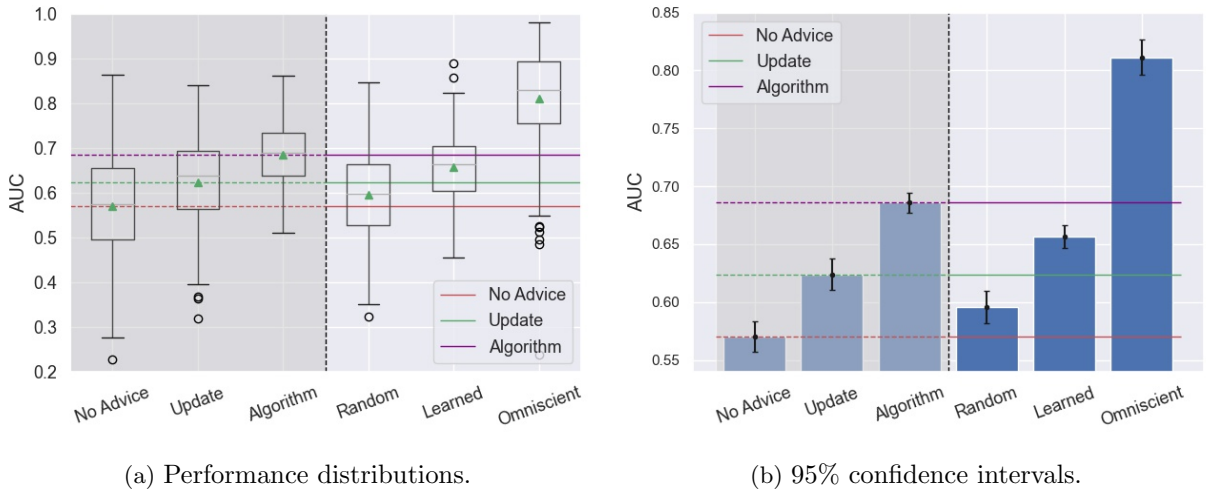 1.0
0.9
0.8
0.7
0.6
0.5
0.4
0.3
0.2
AUC
No Advice
Update
Algorithm
No Advice
Update
Algorithm
Random
Learned
Omniscient
(a) Performance distributions.
0.85
0.80
0.75
0.70
0.65
0.60
0.55
AUC
No Advice
Update
Algorithm
No Advice
Update
Algorithm
Random
Learned
Omniscient
(b) 95% confidence intervals.